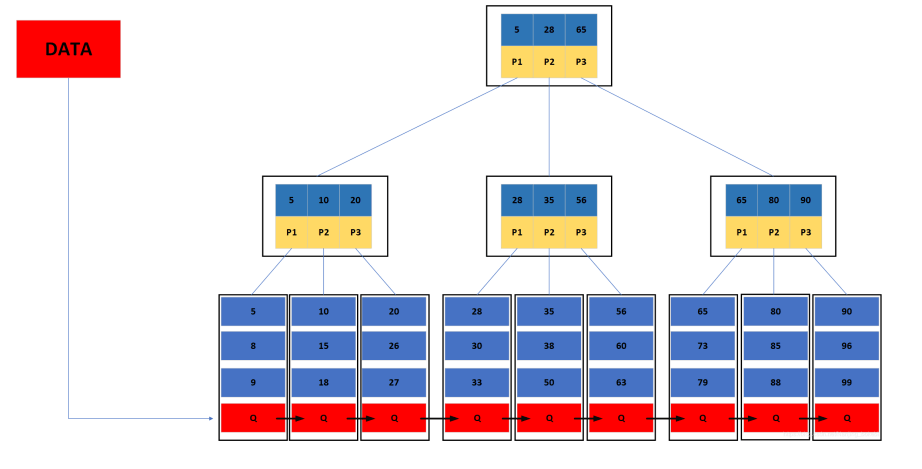 DATA
5 28 65
P1 P2 P3
5 10 20
P1 P2 P3
28 35 56
P1 P2 P3
65 80 90
P1 P2 P3
5 10 20 28 35 56 65 80 90
8 15 26 30 38 60 73 85 96
9 18 27 33 50 63 79 88 99
Q Q Q Q Q Q Q Q Q